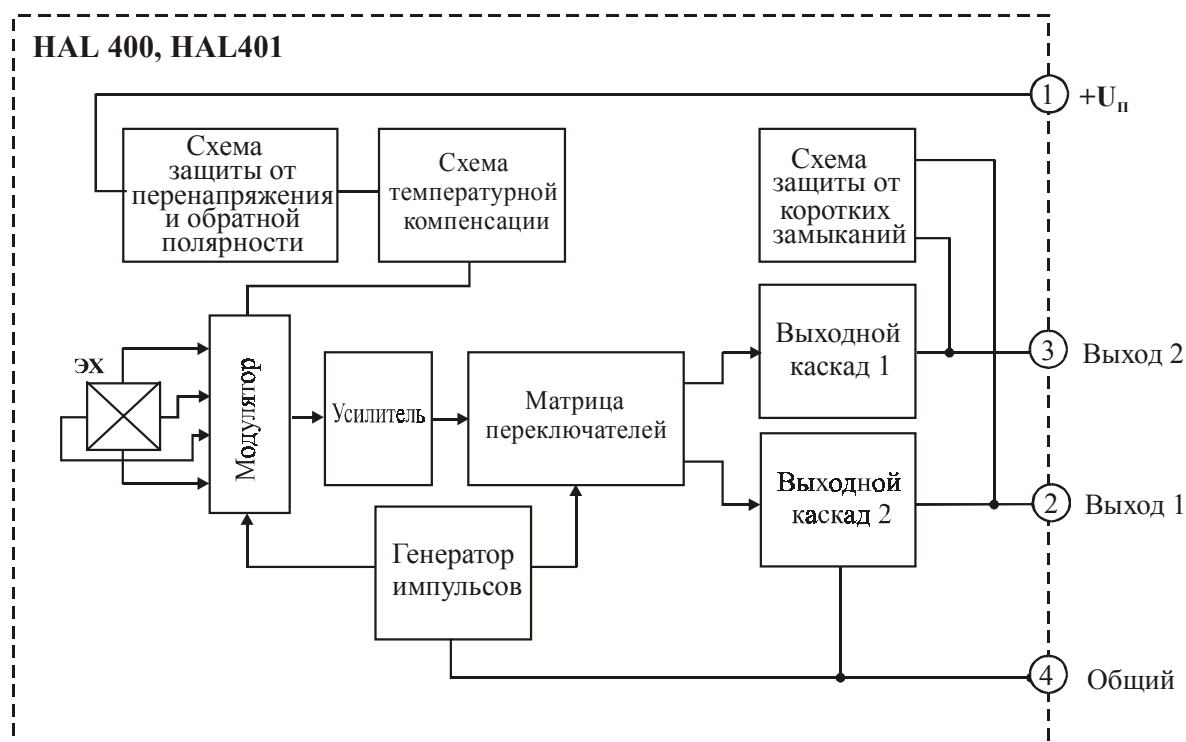 HAL 400, HAL401
1
+Uп
Схема
защиты от
перенапряжения
и обратной
полярности
Схема
температурной
компенсации
Схема
защиты от
коротких
замыканий
ЭХ
Модулятор
Усилитель
Матрица
переключателей
Выходной
каскад 1
3
Выход 2
Выходной
каскад 2
2
Выход 1
Генератор
импульсов
4
Общий